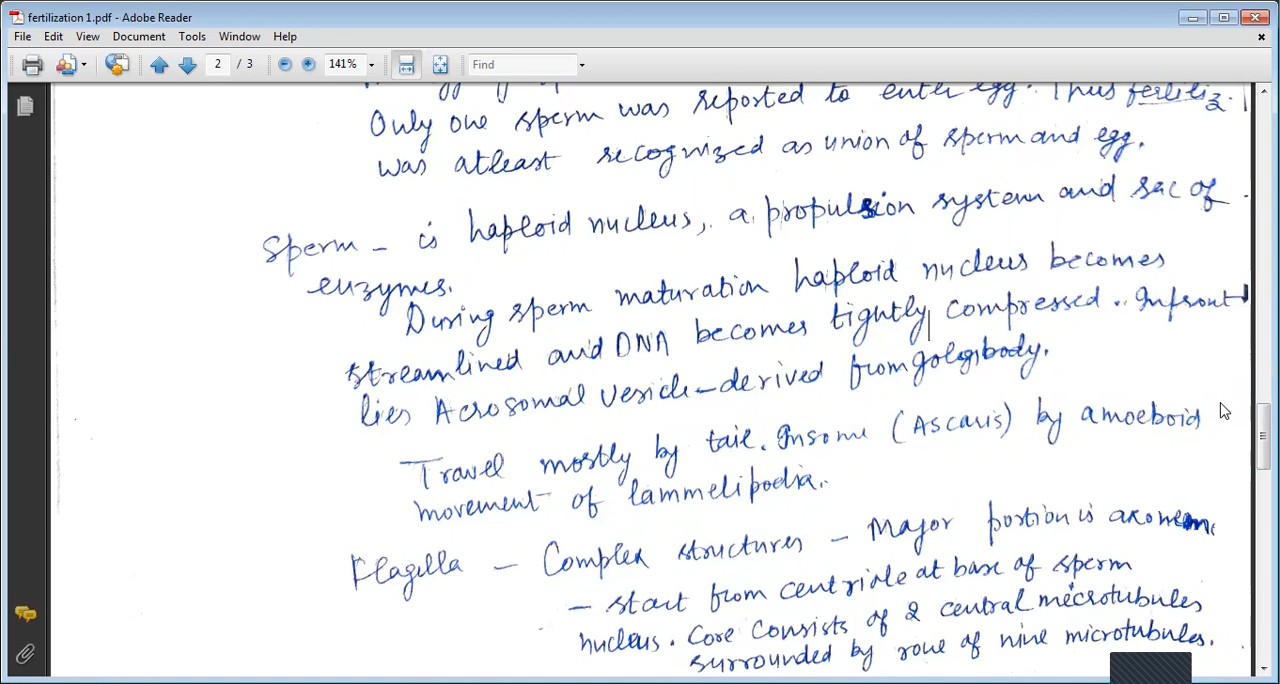 fertilization 1.pdf - Adobe Reader
File Edit View Document Tools Window Help
2 / 3 141% Find
Only one sperm was reported to enter egg. Thus fertiliz.
was atleast recognized as union of sperm and egg.
Sperm - is haploid nucleus, a propulsion system and sac of
enzymes.
During sperm maturation haploid nucleus becomes
streamlined and DNA becomes tightly compressed. Infront
lies Acrosomal vesicle - derived from golgibody.
Travel mostly by tail. Insome (Ascaris) by amoeboid
movement of lammelipodia.
Flagella - Complex structures - Major portion is axonem
- start from centriole at base of sperm
nucleus. Core consists of 2 central microtubules
surrounded by row of nine microtubules.